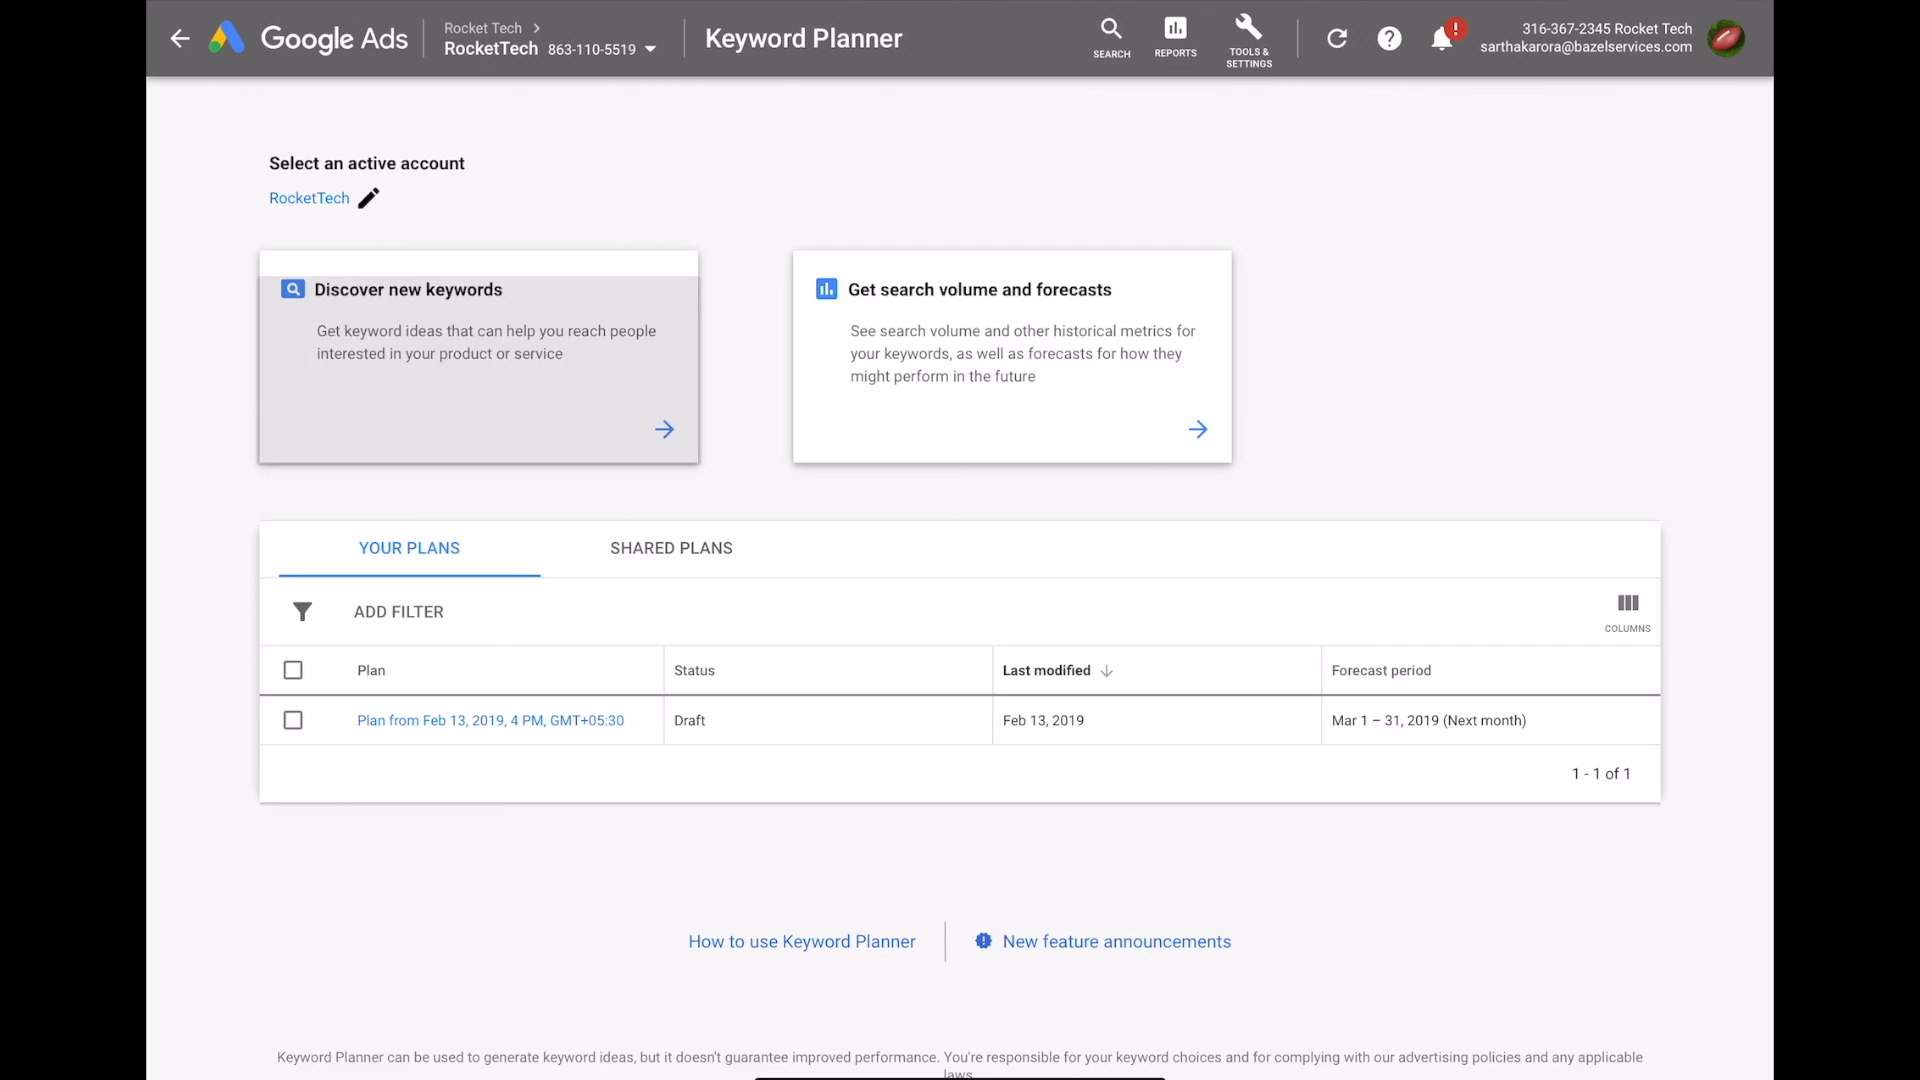 Google Ads
Rocket Tech
RocketTech 863-110-5519
Keyword Planner
SEARCH
REPORTS
TOOLS &
SETTINGS
!
316-367-2345 Rocket Tech
sarthakarora@bazelservices.com
Select an active account
RocketTech
Discover new keywords
Get keyword ideas that can help you reach people
interested in your product or service
Get search volume and forecasts
See search volume and other historical metrics for
your keywords, as well as forecasts for how they
might perform in the future
YOUR PLANS
SHARED PLANS
ADD FILTER
COLUMNS
Plan Status Last modified Forecast period
Plan from Feb 13, 2019, 4 PM, GMT+05:30 Draft Feb 13, 2019 Mar 1 – 31, 2019 (Next month)
1 - 1 of 1
How to use Keyword Planner
New feature announcements
Keyword Planner can be used to generate keyword ideas, but it doesn't guarantee improved performance. You're responsible for your keyword choices and for complying with our advertising policies and any applicable
laws.